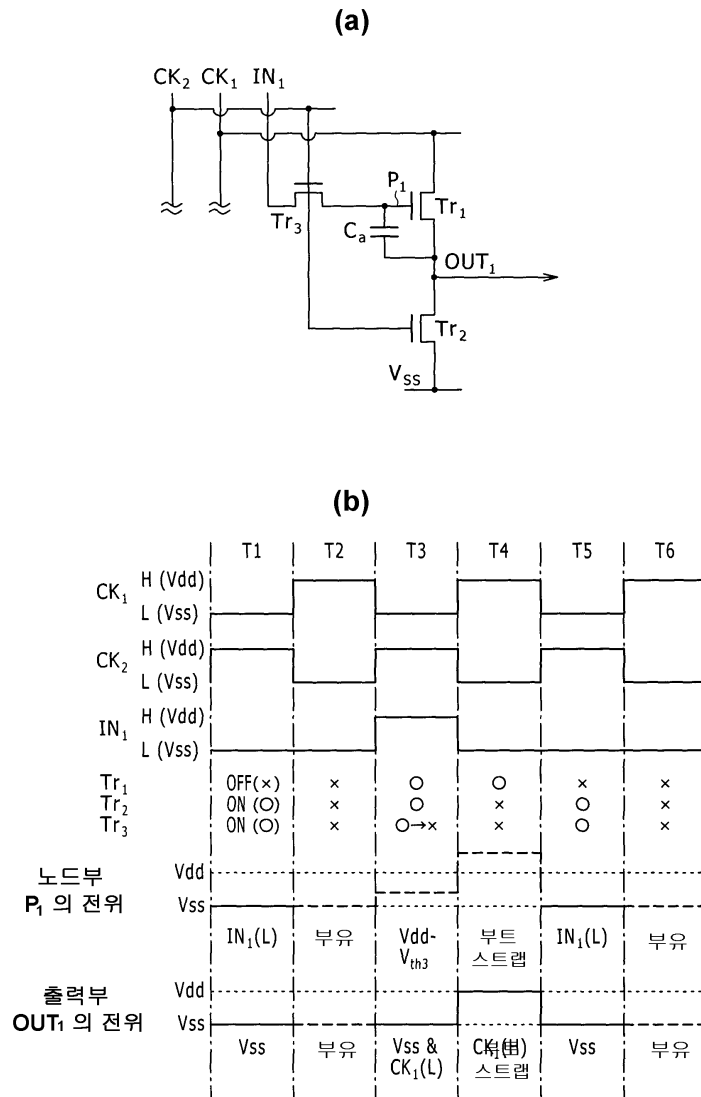 (a)
CK₂ CK₁ IN₁
P₁
Tr₁
Tr₃
Cₐ
OUT₁
Tr₂
V_SS
(b)
T1 T2 T3 T4 T5 T6
CK₁ H (Vdd)
L (Vss)
CK₂ H (Vdd)
L (Vss)
IN₁ H (Vdd)
L (Vss)
Tr₁ OFF(×) × ○ ○ × ×
Tr₂ ON (○) × ○ × ○ ×
Tr₃ ON (○) × ○→× × ○ ×
노드부 Vdd
P₁ 의 전위 Vss
IN₁(L) 부유 Vdd- 부트 IN₁(L) 부유
V_th3 스트랩
출력부 Vdd
OUT₁ 의 전위 Vss
Vss 부유 Vss & CK₁(H) Vss 부유
CK₁(L) 스트랩